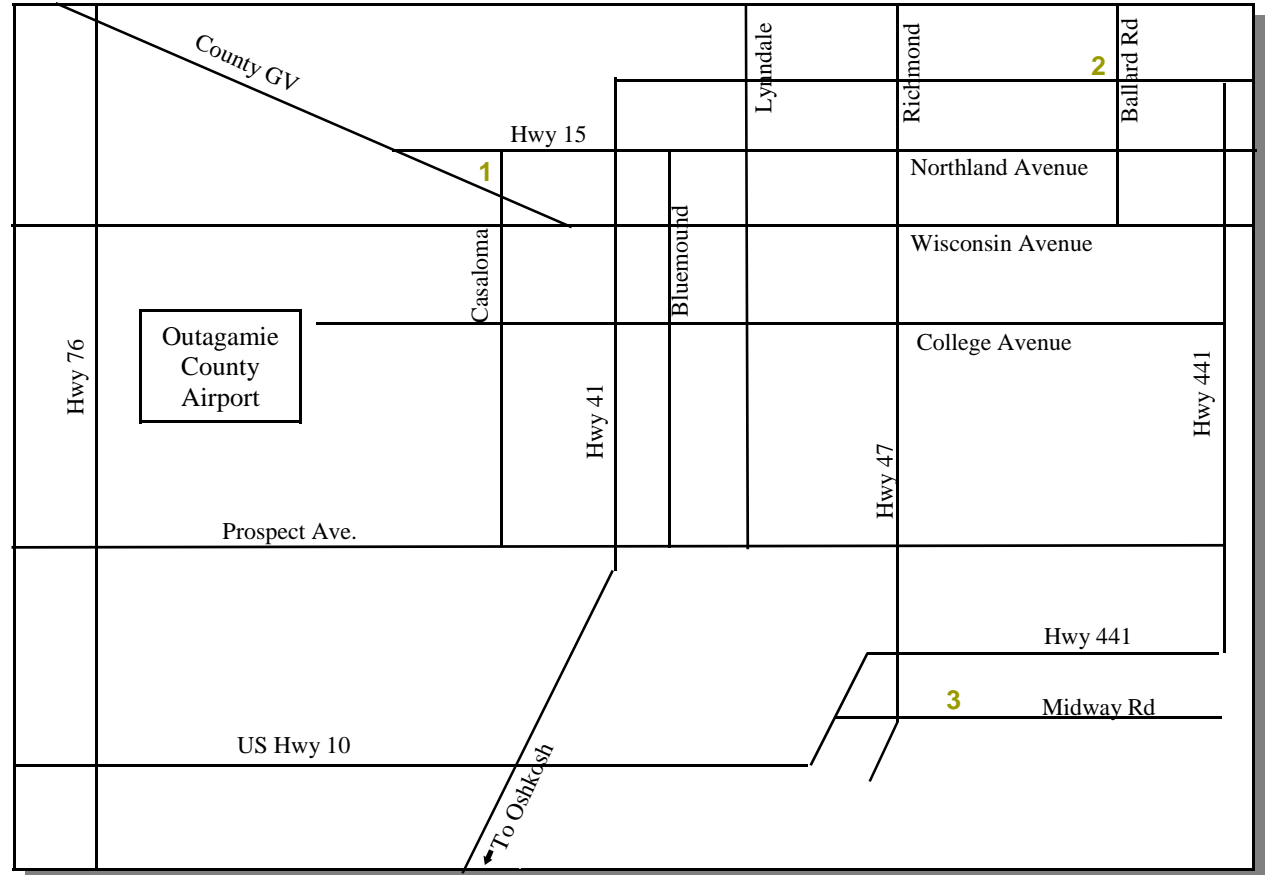 County GV
Lynndale
Richmond
Ballard Rd
2
Hwy 15
1
Northland Avenue
Casaloma
Bluemound
Wisconsin Avenue
Outagamie
County
Airport
College Avenue
Hwy 76
Hwy 41
Hwy 47
Hwy 441
Prospect Ave.
Hwy 441
3
Midway Rd
US Hwy 10
To Oshkosh